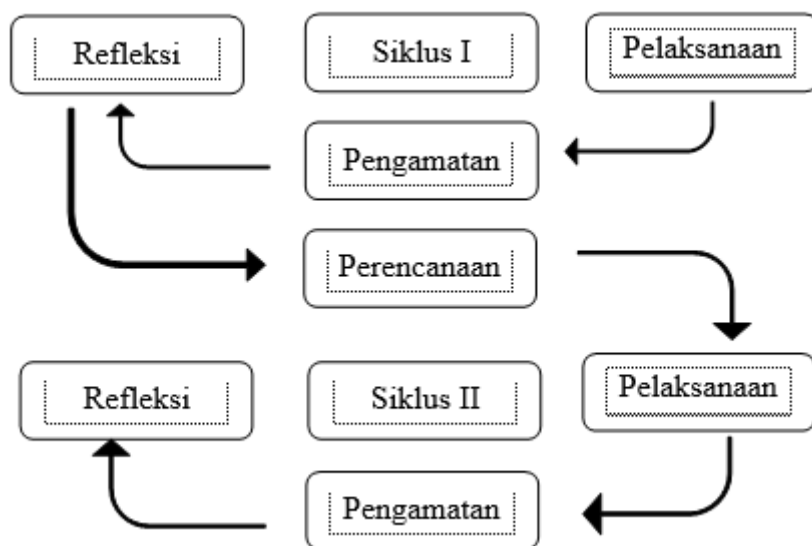 Refleksi
Siklus I
Pelaksanaan
Pengamatan
Perencanaan
Refleksi
Siklus II
Pelaksanaan
Pengamatan